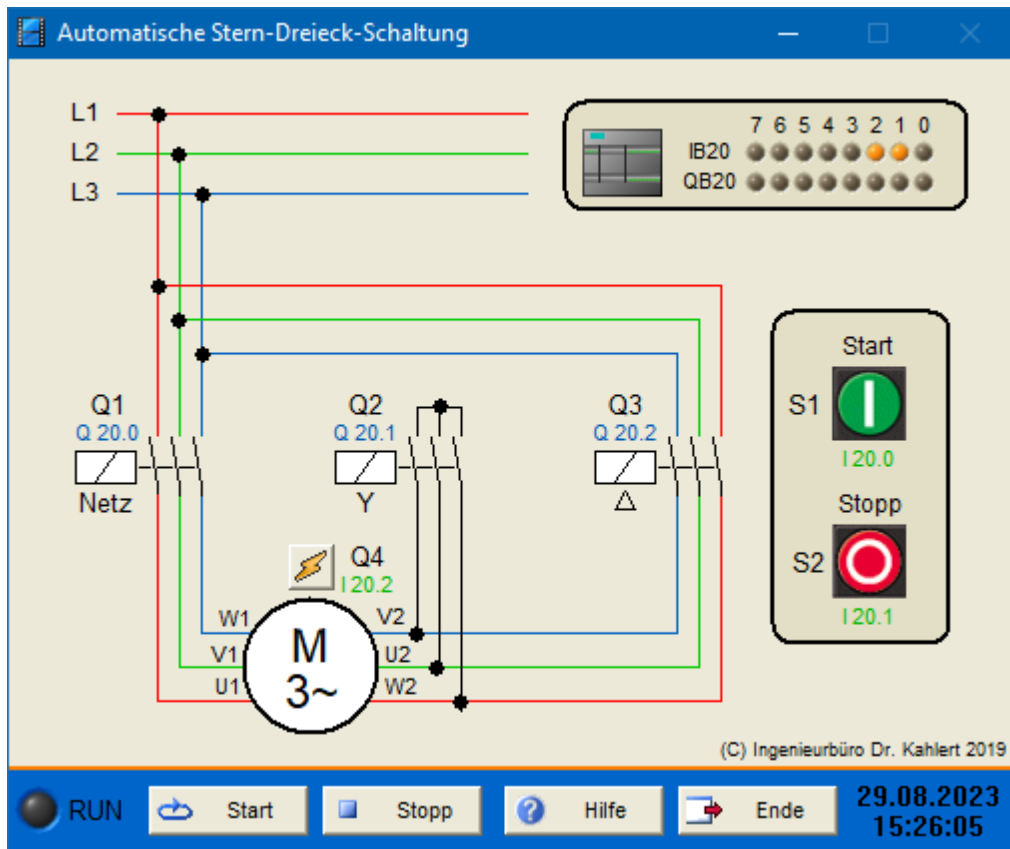 Automatische Stern-Dreieck-Schaltung
L1
L2
L3
7 6 5 4 3 2 1 0
IB20
QB20
Start
S1
I 20.0
Stopp
S2
I 20.1
Q1
Q 20.0
Netz
Q2
Q 20.1
Y
Q3
Q 20.2
Δ
Q4
I 20.2
W1
V1
U1
M
3~
V2
U2
W2
(C) Ingenieurbüro Dr. Kahlert 2019
RUN
Start
Stopp
Hilfe
Ende
29.08.2023
15:26:05